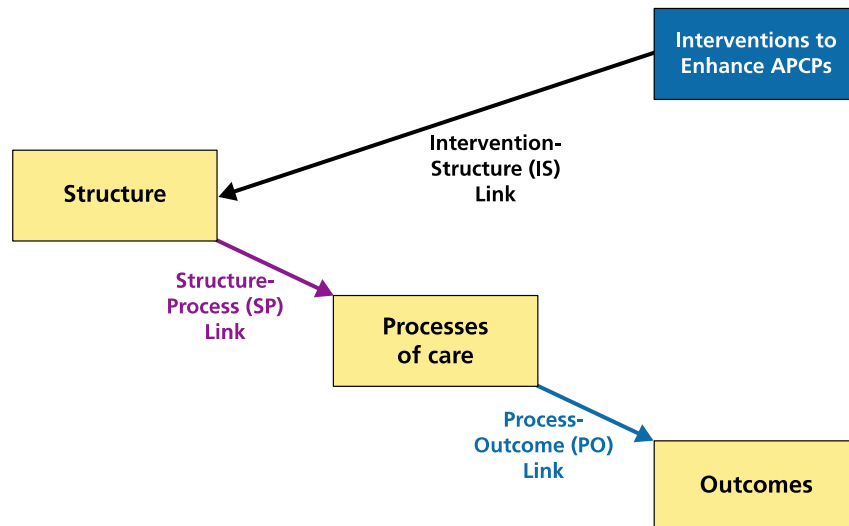 Interventions to
Enhance APCPs
Intervention-
Structure (IS)
Link
Structure
Structure-
Process (SP)
Link
Processes
of care
Process-
Outcome (PO)
Link
Outcomes